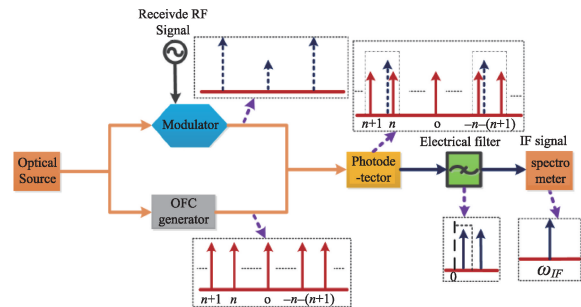 Receivde RF
Signal
Modulator
Optical
Source
OFC
generator
n+1 n o -n-(n+1)
Photode
-tector
n+1 n o -n-(n+1)
Electrical filter
0
IF signal
spectro
meter
ωIF